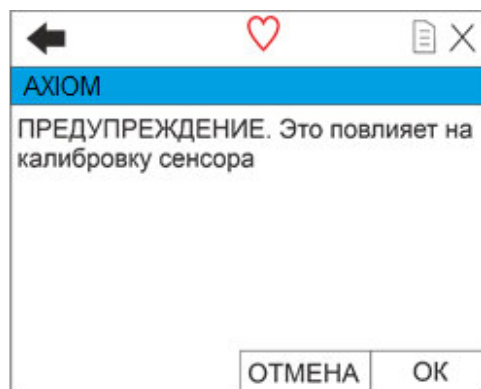 AXIOM
ПРЕДУПРЕЖДЕНИЕ. Это повлияет на
калибровку сенсора
ОТМЕНА
ОК